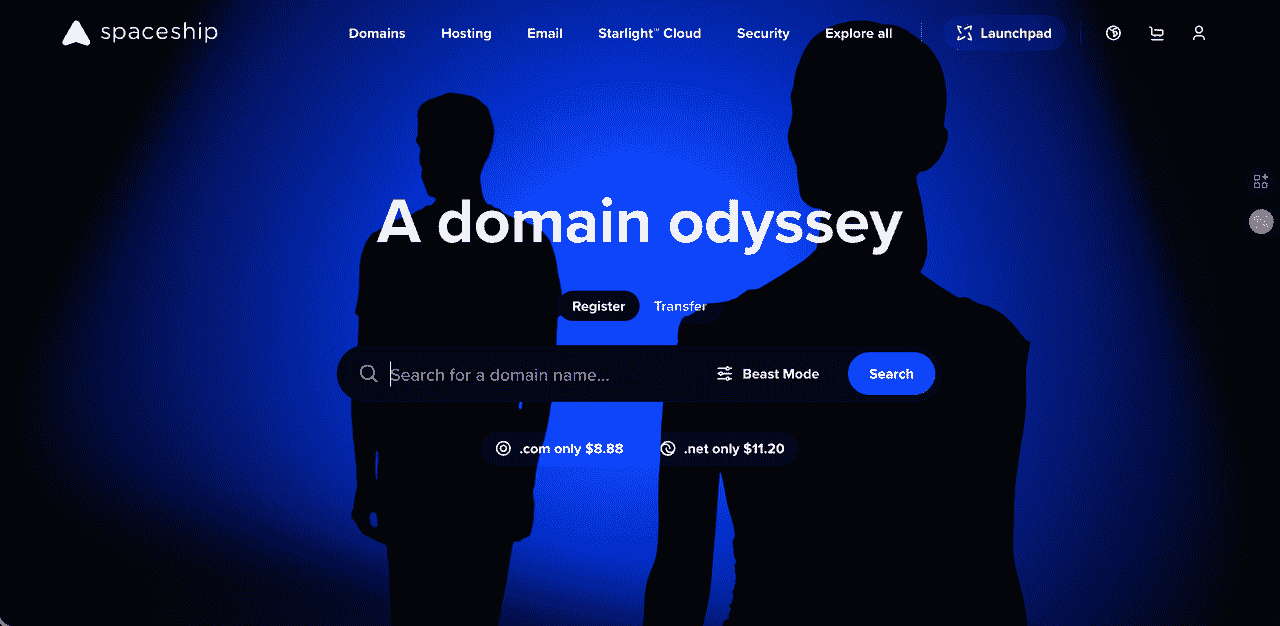 spaceship
Domains
Hosting
Email
Starlight™ Cloud
Security
Explore all
Launchpad
A domain odyssey
Register
Transfer
Search for a domain name...
Beast Mode
Search
.com only $8.88
.net only $11.20